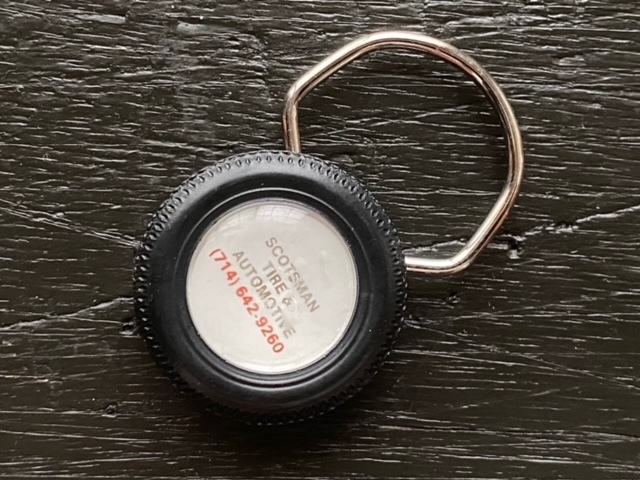 SCOTSMAN
TIRE &
AUTOMOTIVE
(714) 642-9260